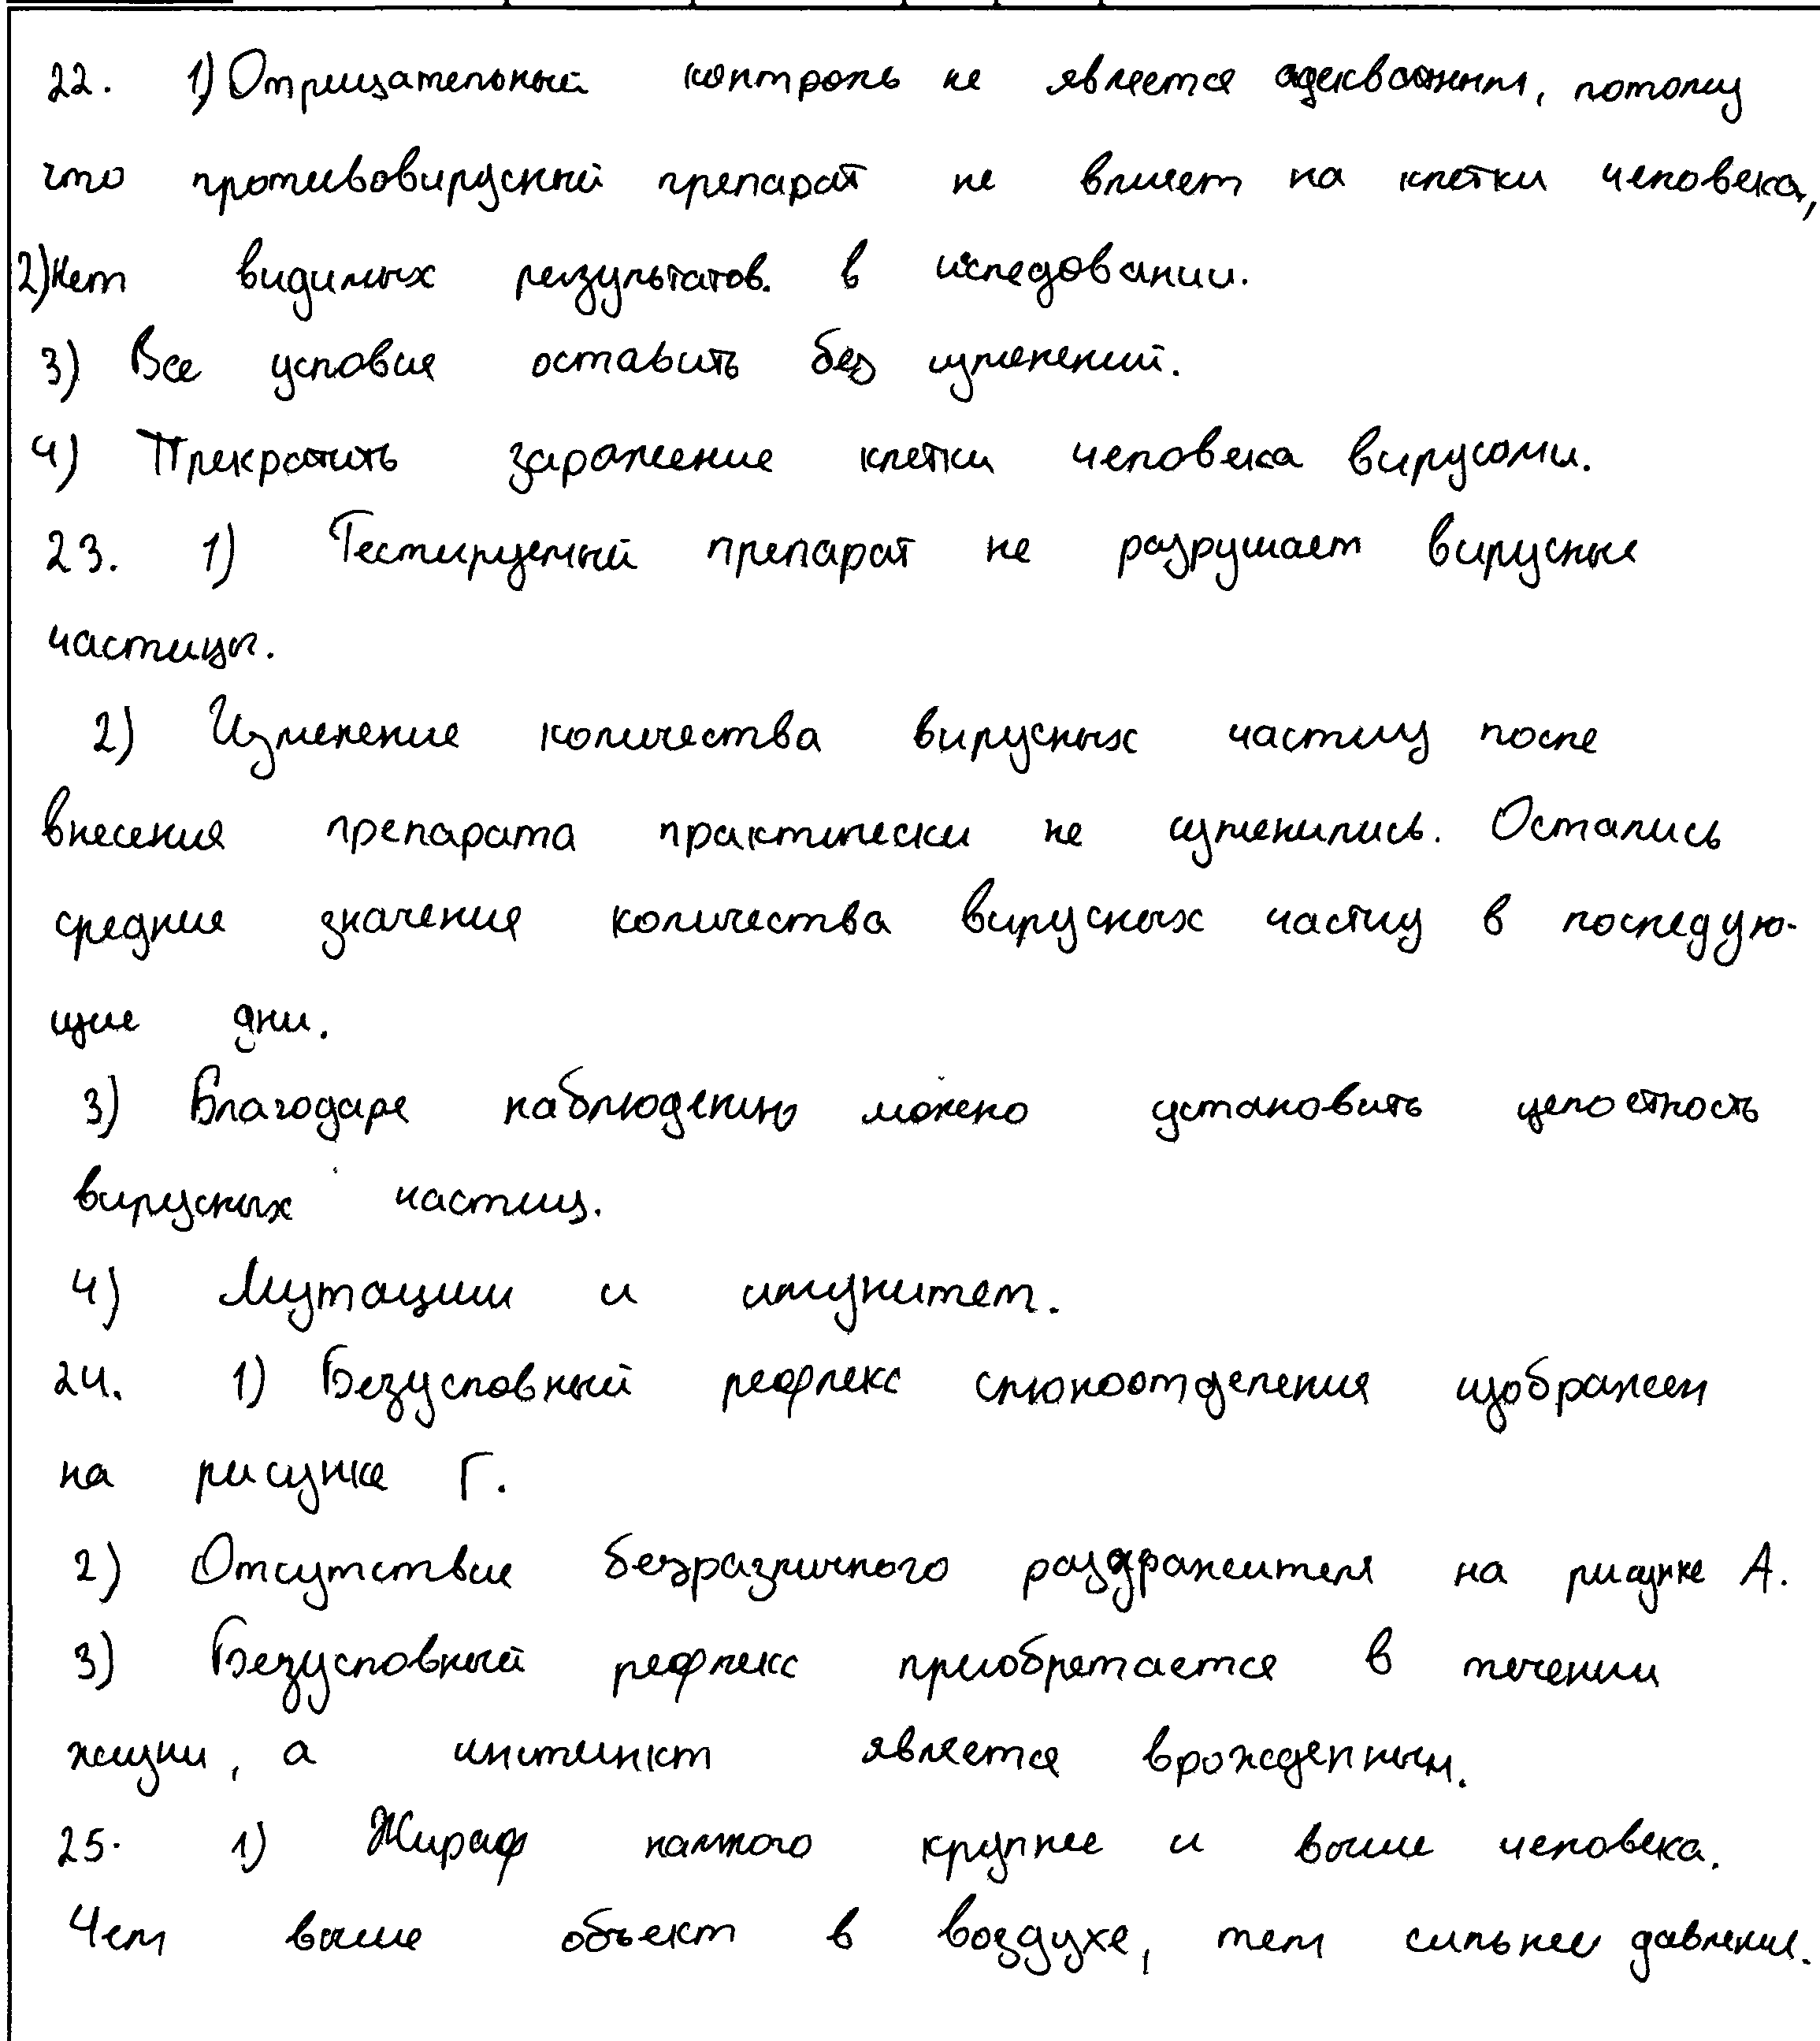 22. 1) Отрицательный контроль не является адекватным, потому
что противовирусный препарат не влияет на клетки человека,
2) Нет видимых результатов. в иследовании.
3) Все условия оставить без изменений.
4) Прекратить заражение клетки человека вирусами.
23. 1) Тестируемый препарат не разрушает вирусные
частицы.
2) Изменение количества вирусных частиц после
внесения препарата практически не изменились. Остались
средние значения количества вирусных частиц в последую-
щие дни.
3) Благодаря наблюдению можно установить целостность
вирусных частиц.
4) Мутации и имунитет.
24. 1) Безусловный рефлекс слюноотделения изображен
на рисунке Г.
2) Отсутствие безразличного раздражителя на рисунке А.
3) Безусловный рефлекс приобретается в течении
жизни, а инстинкт является врожденным.
25. 1) Жираф намного крупнее и выше человека.
Чем выше объект в воздухе, тем сильнее давление.